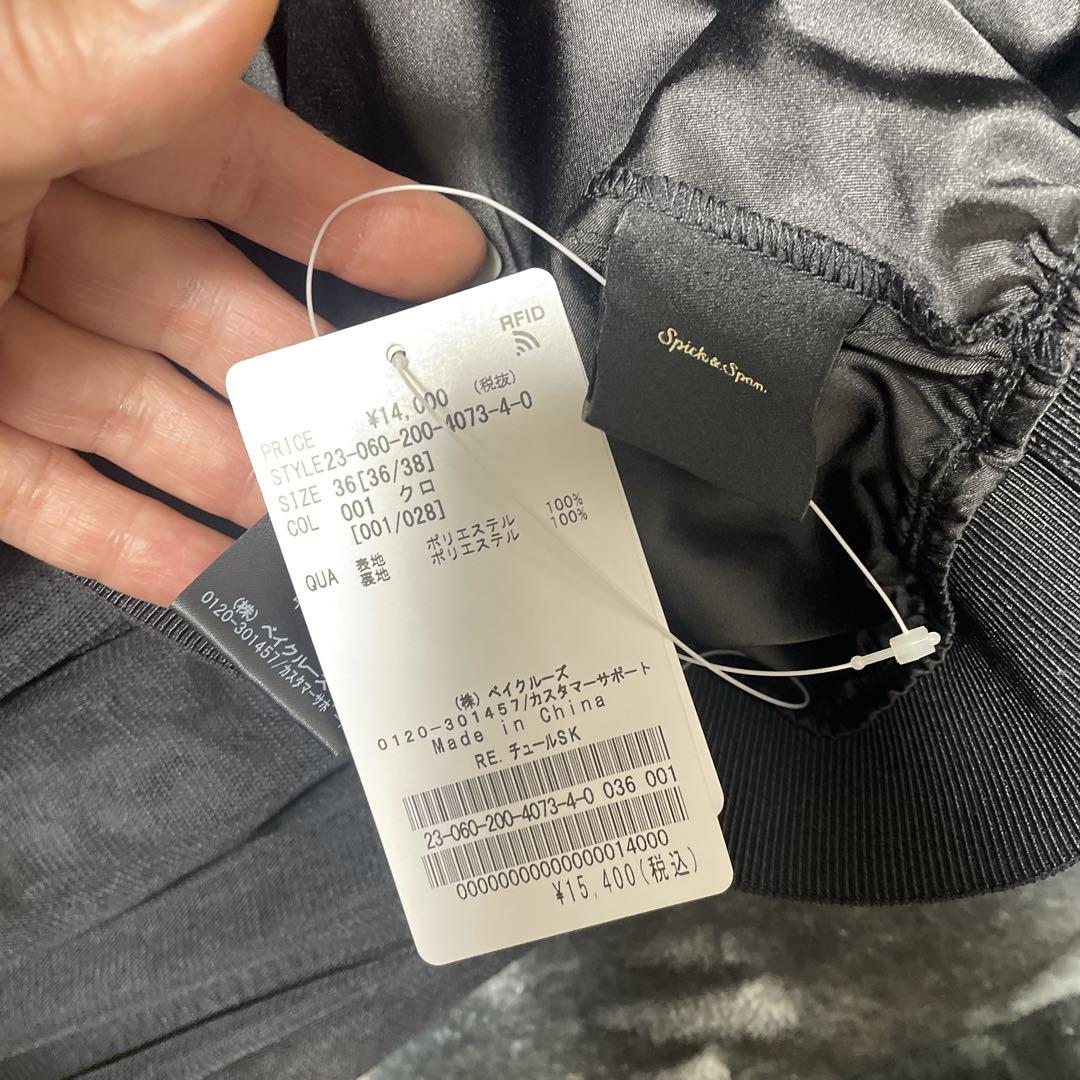 RFID
PRICE ¥14,000 (税抜)
STYLE23-060-200-4073-4-0
SIZE 36[36/38]
COL 001 クロ
[001/028]
QUA 表地 ポリエステル 100%
裏地 ポリエステル 100%
(株) ベイクルーズ
0120-301457/カスタマーサポート
Made in China
RE. チュールSK
23-060-200-4073-4-0 036 001
0000000000000014000
¥15,400(税込)
Spick & Span.
(株) ベイクルーズ
0120-301457/カスタマーサポ